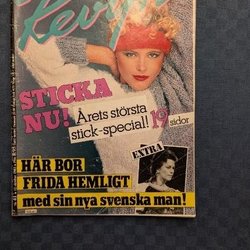 STICKA
NU! Årets största
stick-special! 19 sidor
EXTRA
HÄR BOR
FRIDA HEMLIGT
med sin nya svenska man!